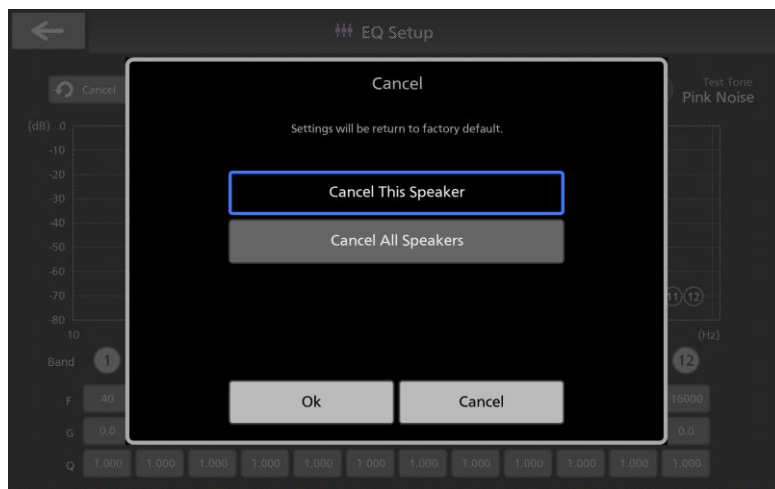 EQ Setup
Cancel
Test Tone
Pink Noise
Cancel
Settings will be return to factory default.
Cancel This Speaker
Cancel All Speakers
Ok
Cancel
(dB) 0
-10
-20
-30
-40
-50
-60
-70
-80
10
(Hz)
11 12
Band 1 12
F 40 16000
G 0.0 0.0
Q 1.000 1.000 1.000 1.000 1.000 1.000 1.000 1.000 1.000 1.000 1.000 1.000